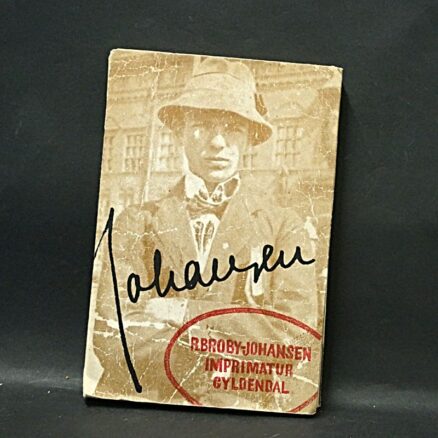 Johansen
R.BROBY-JOHANSEN
IMPRIMATUR
GYLDENDAL